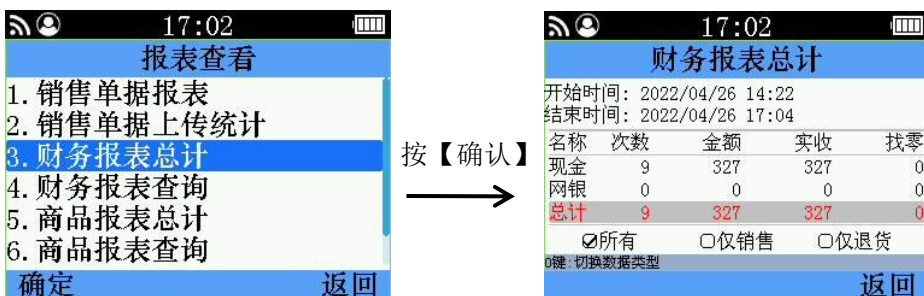 17:02
报表查看
1. 销售单据报表
2. 销售单据上传统计
3. 财务报表总计
4. 财务报表查询
5. 商品报表总计
6. 商品报表查询
确定 返回
按【确认】
17:02
财务报表总计
开始时间: 2022/04/26 14:22
结束时间: 2022/04/26 17:04
名称 次数 金额 实收 找零
现金 9 327 327 0
网银 0 0 0 0
总计 9 327 327 0
所有 仅销售 仅退货
0键:切换数据类型
返回